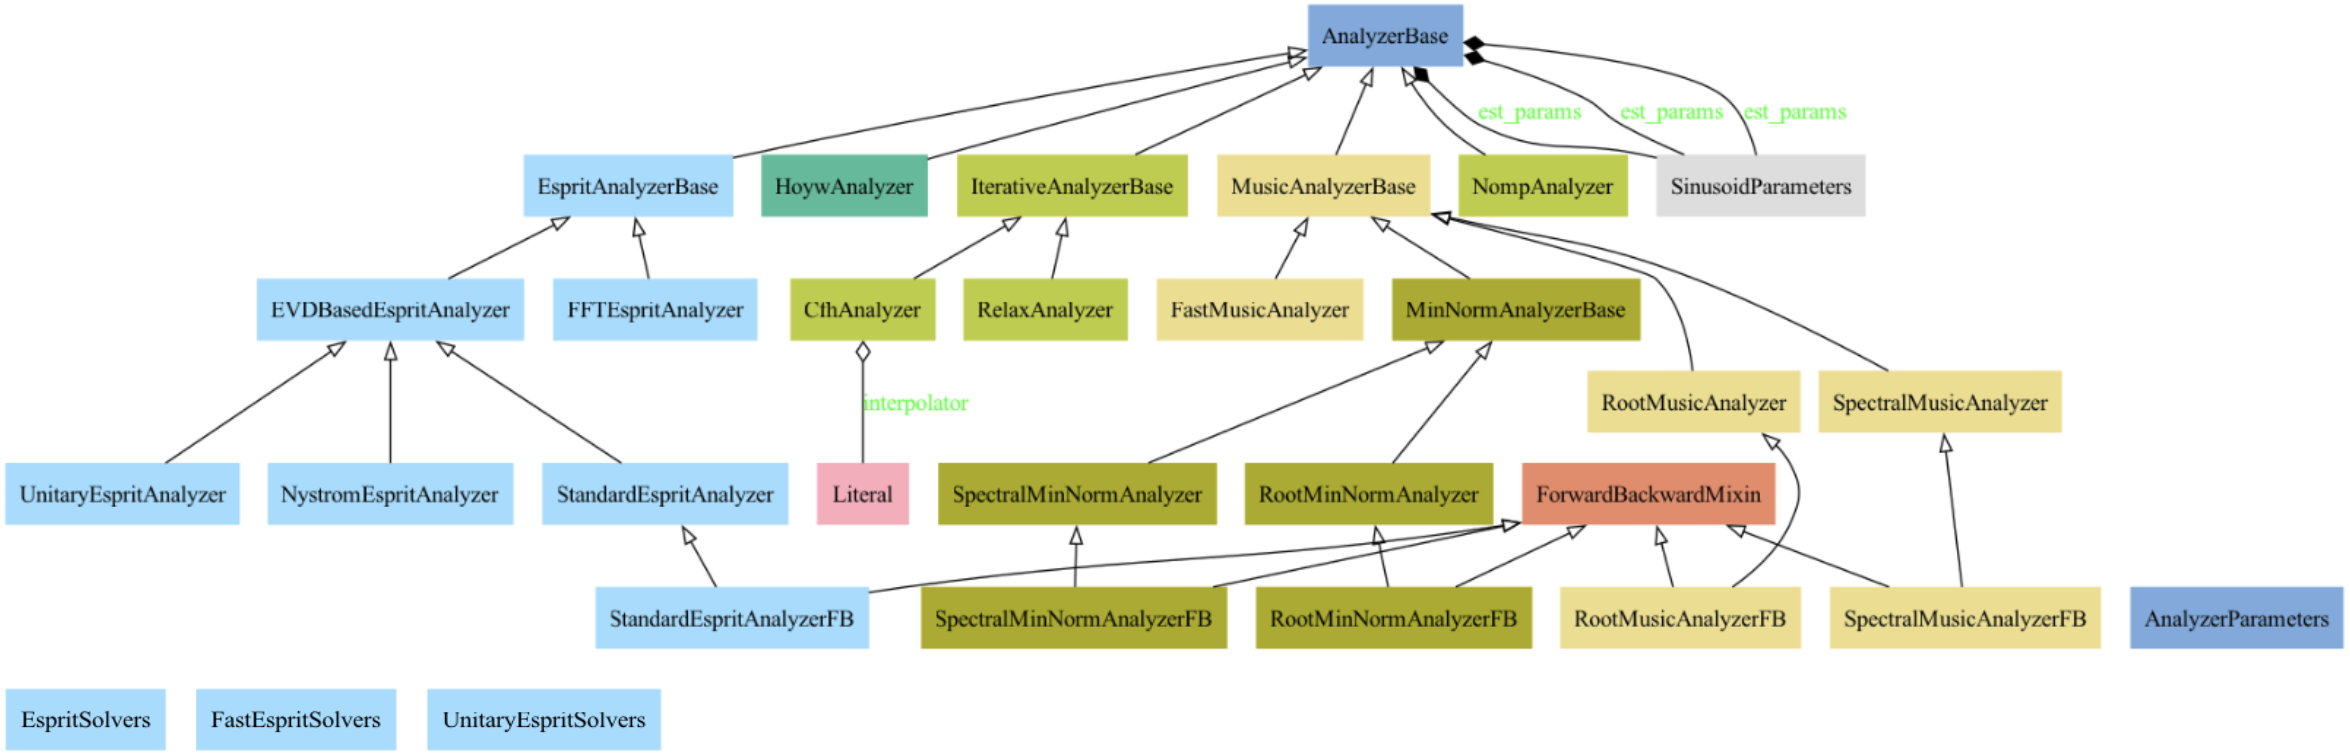 AnalyzerBase
est_params est_params est_params
EspritAnalyzerBase HoywAnalyzer IterativeAnalyzerBase MusicAnalyzerBase NompAnalyzer SinusoidParameters
EVDBasedEspritAnalyzer FFTEspritAnalyzer CfhAnalyzer RelaxAnalyzer FastMusicAnalyzer MinNormAnalyzerBase
interpolator RootMusicAnalyzer SpectralMusicAnalyzer
UnitaryEspritAnalyzer NystromEspritAnalyzer StandardEspritAnalyzer Literal SpectralMinNormAnalyzer RootMinNormAnalyzer ForwardBackwardMixin
StandardEspritAnalyzerFB SpectralMinNormAnalyzerFB RootMinNormAnalyzerFB RootMusicAnalyzerFB SpectralMusicAnalyzerFB AnalyzerParameters
EspritSolvers FastEspritSolvers UnitaryEspritSolvers